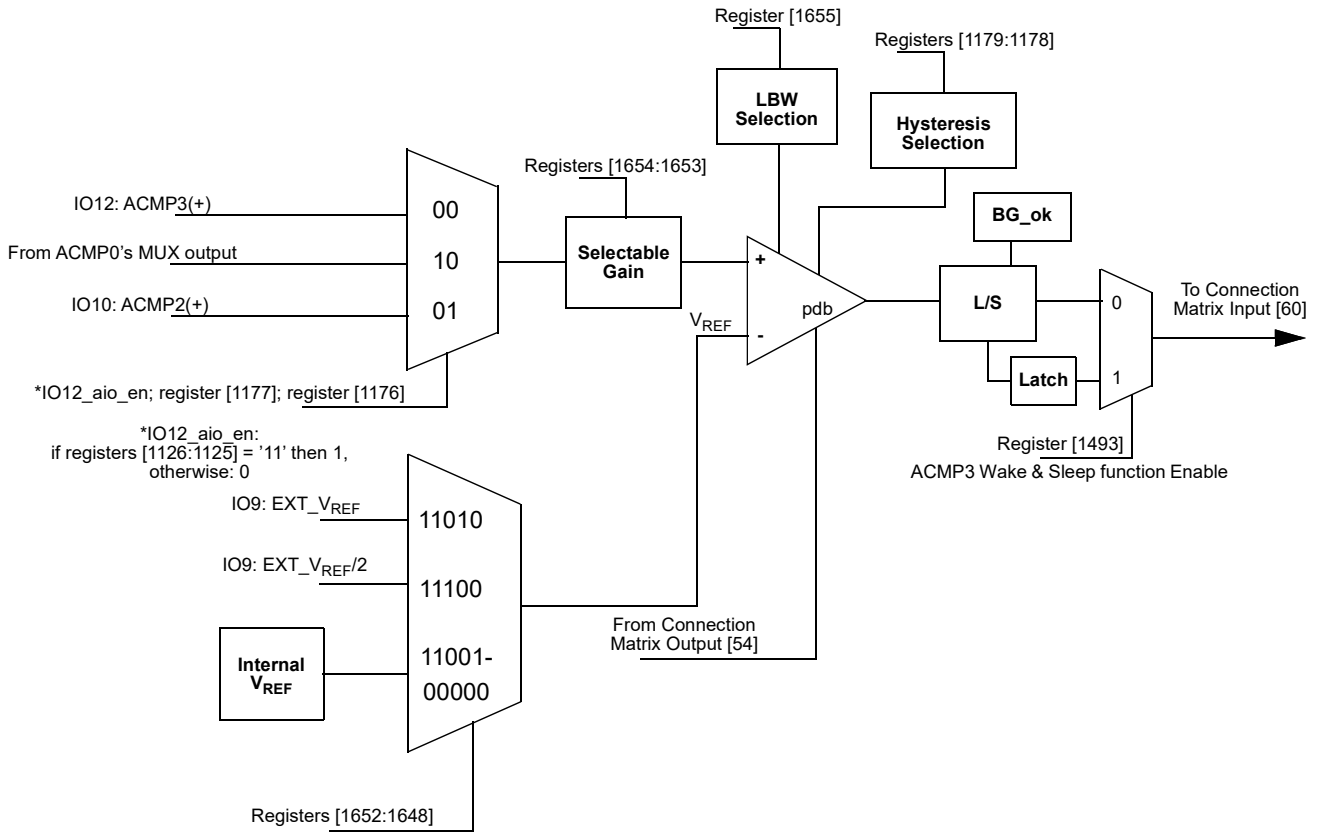 Register [1655]
Registers [1179:1178]
LBW
Selection
Hysteresis
Selection
Registers [1654:1653]
IO12: ACMP3(+)
00
BG_ok
From ACMP0's MUX output
10
Selectable
Gain
+
IO10: ACMP2(+)
01
VREF
-
pdb
L/S
0
To Connection
Matrix Input [60]
Latch
1
*IO12_aio_en; register [1177]; register [1176]
*IO12_aio_en:
if registers [1126:1125] = '11' then 1,
otherwise: 0
Register [1493]
ACMP3 Wake & Sleep function Enable
IO9: EXT_VREF
11010
IO9: EXT_VREF/2
11100
From Connection
Matrix Output [54]
Internal
VREF
11001-
00000
Registers [1652:1648]